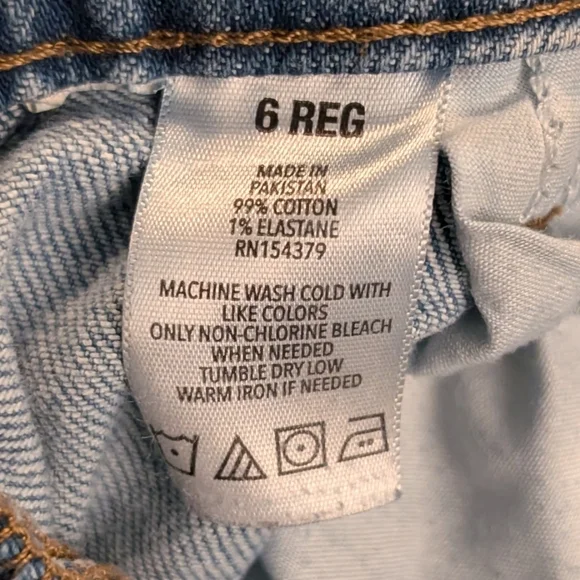 6 REG
MADE IN
PAKISTAN
99% COTTON
1% ELASTANE
RN154379
MACHINE WASH COLD WITH
LIKE COLORS
ONLY NON-CHLORINE BLEACH
WHEN NEEDED
TUMBLE DRY LOW
WARM IRON IF NEEDED